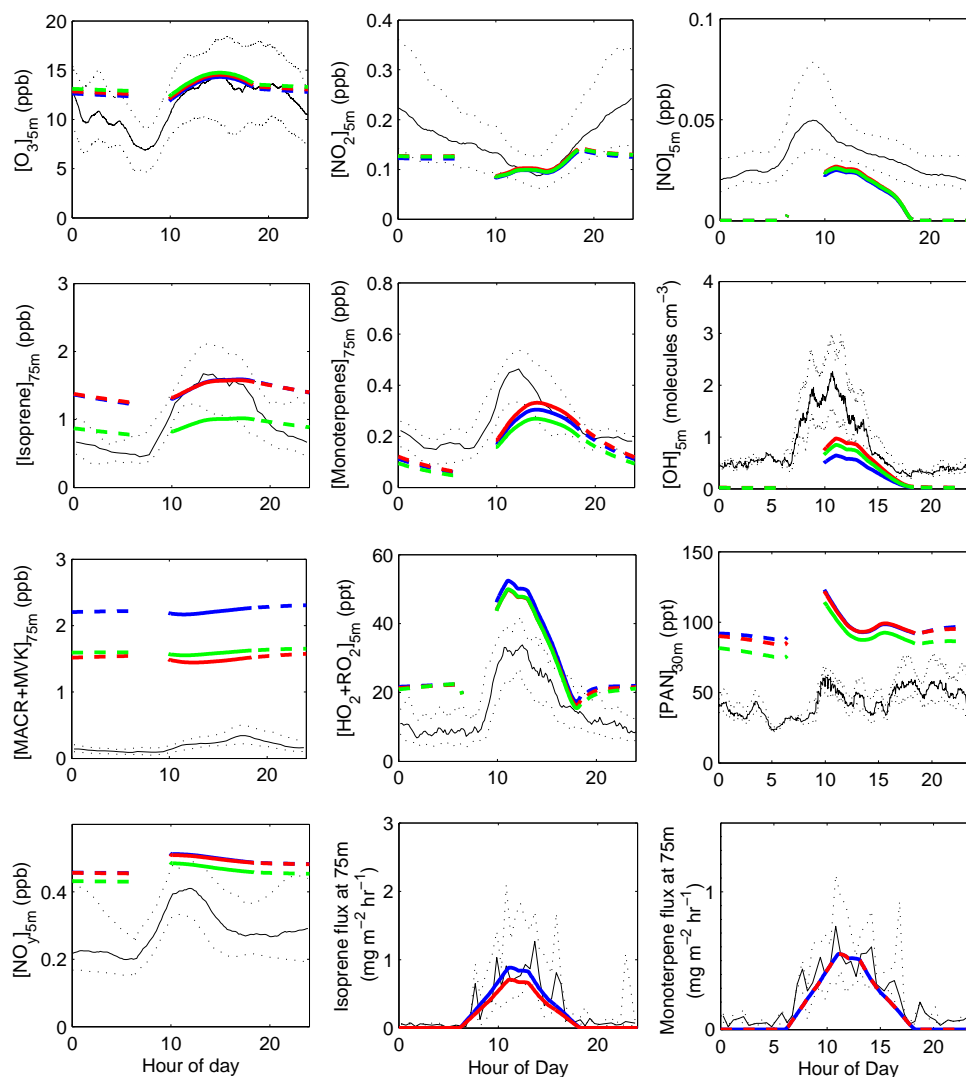 [O3]5m (ppb)
20
15
10
5
0
0 10 20
[NO2]5m (ppb)
0.4
0.3
0.2
0.1
0
0 10 20
[NO]5m (ppb)
0.1
0.05
0
0 10 20
[Isoprene]75m (ppb)
3
2
1
0
0 10 20
[Monoterpenes]75m (ppb)
0.8
0.6
0.4
0.2
0
0 10 20
[OH]5m (molecules cm−3)
4
3
2
1
0
0 5 10 15 20
[MACR+MVK]75m (ppb)
3
2
1
0
0 10 20
[HO2+RO2]5m (ppt)
60
40
20
0
0 10 20
[PAN]30m (ppt)
150
100
50
0
0 5 10 15 20
[NOy]5m (ppb)
0.4
0.2
0
0 10 20
Hour of day
Isoprene flux at 75m
(mg m−2 hr−1)
3
2
1
0
0 10 20
Hour of Day
Monoterpene flux at 75m
(mg m−2 hr−1)
1
0
0 5 10 15 20
Hour of Day